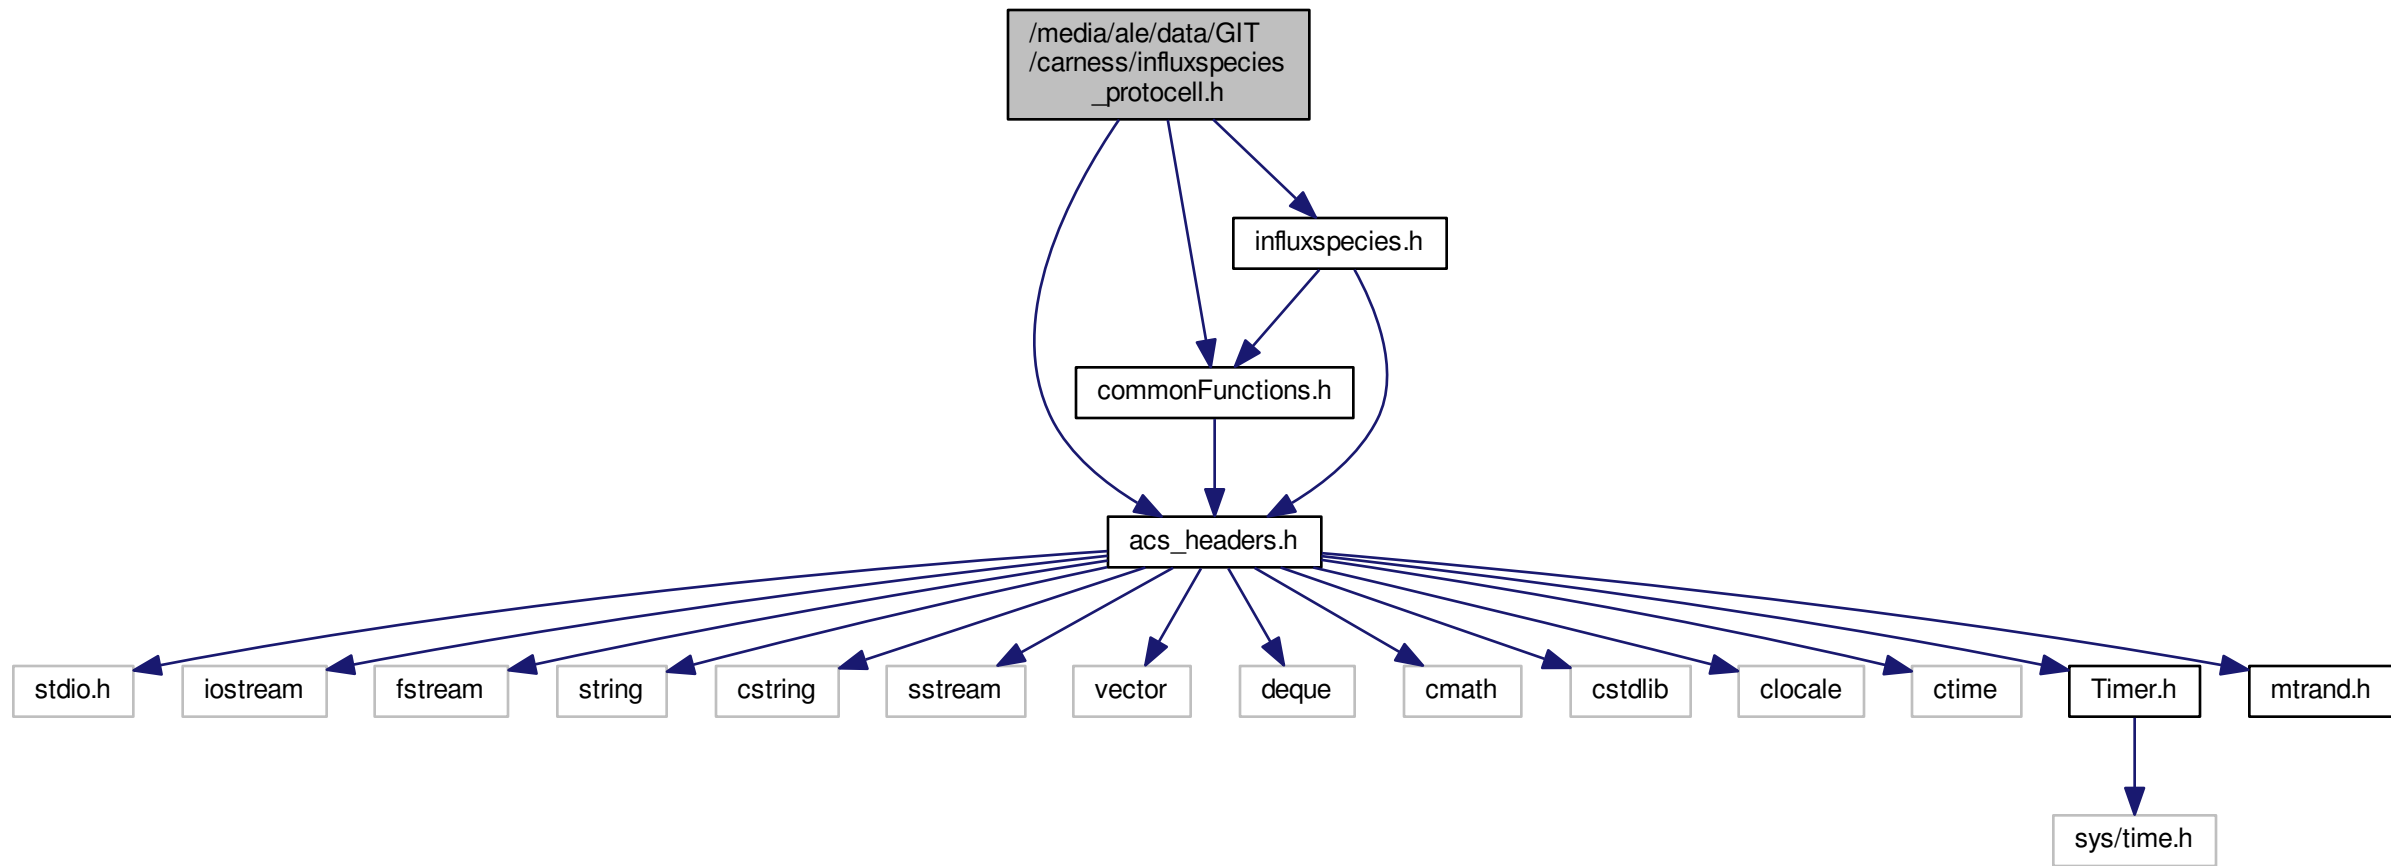 /media/ale/data/GIT
/carness/influxspecies
_protocell.h
influxspecies.h
commonFunctions.h
acs_headers.h
stdio.h
iostream
fstream
string
cstring
sstream
vector
deque
cmath
cstdlib
clocale
ctime
Timer.h
mtrand.h
sys/time.h